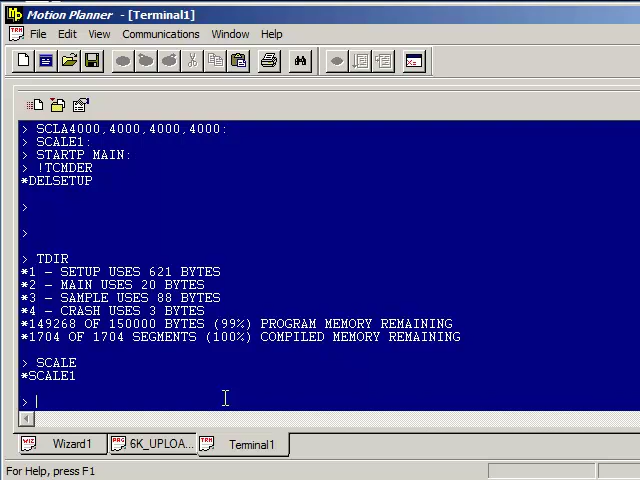 Motion Planner - [Terminal1]
File Edit View Communications Window Help
> SCLA4000,4000,4000,4000:
> SCALE1:
> STARTP MAIN:
> !TCMDER
*DELSETUP
>
>
> TDIR
*1 - SETUP USES 621 BYTES
*2 - MAIN USES 20 BYTES
*3 - SAMPLE USES 88 BYTES
*4 - CRASH USES 3 BYTES
*149268 OF 150000 BYTES (99%) PROGRAM MEMORY REMAINING
*1704 OF 1704 SEGMENTS (100%) COMPILED MEMORY REMAINING
> SCALE
*SCALE1
>
Wizard1 6K_UPLOA... Terminal1
For Help, press F1